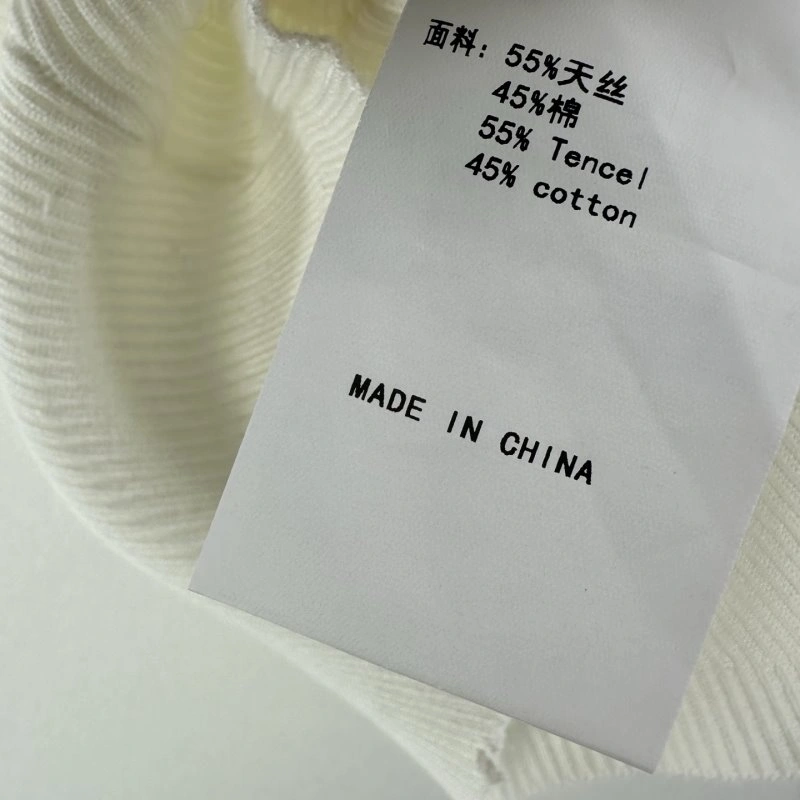 面料: 55%天丝
45%棉
55% Tencel
45% cotton
MADE IN CHINA